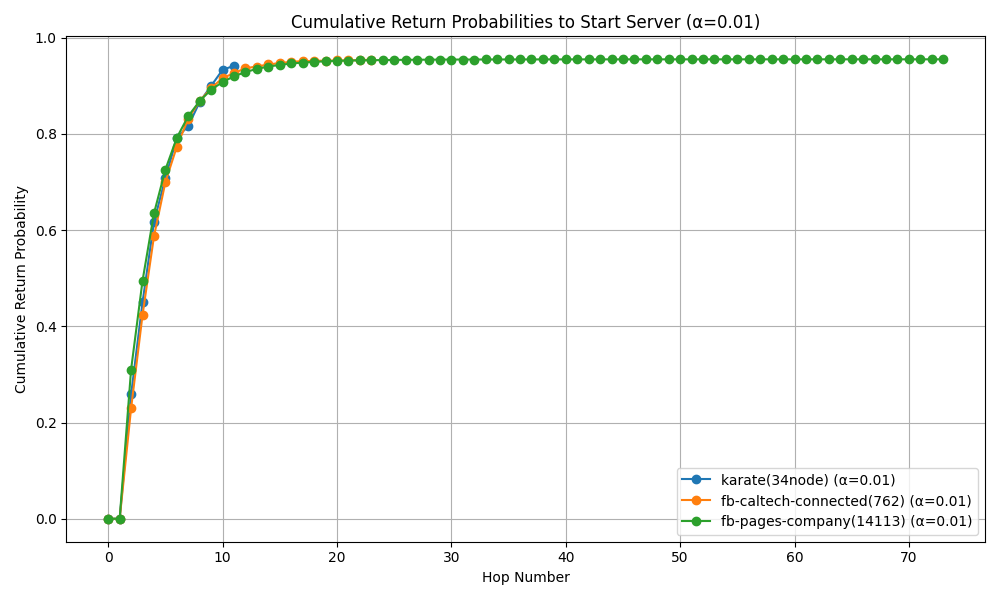 Cumulative Return Probabilities to Start Server (α=0.01)
1.0
0.8
0.6
0.4
0.2
0.0
Cumulative Return Probability
karate(34node) (α=0.01)
fb-caltech-connected(762) (α=0.01)
fb-pages-company(14113) (α=0.01)
0 10 20 30 40 50 60 70
Hop Number